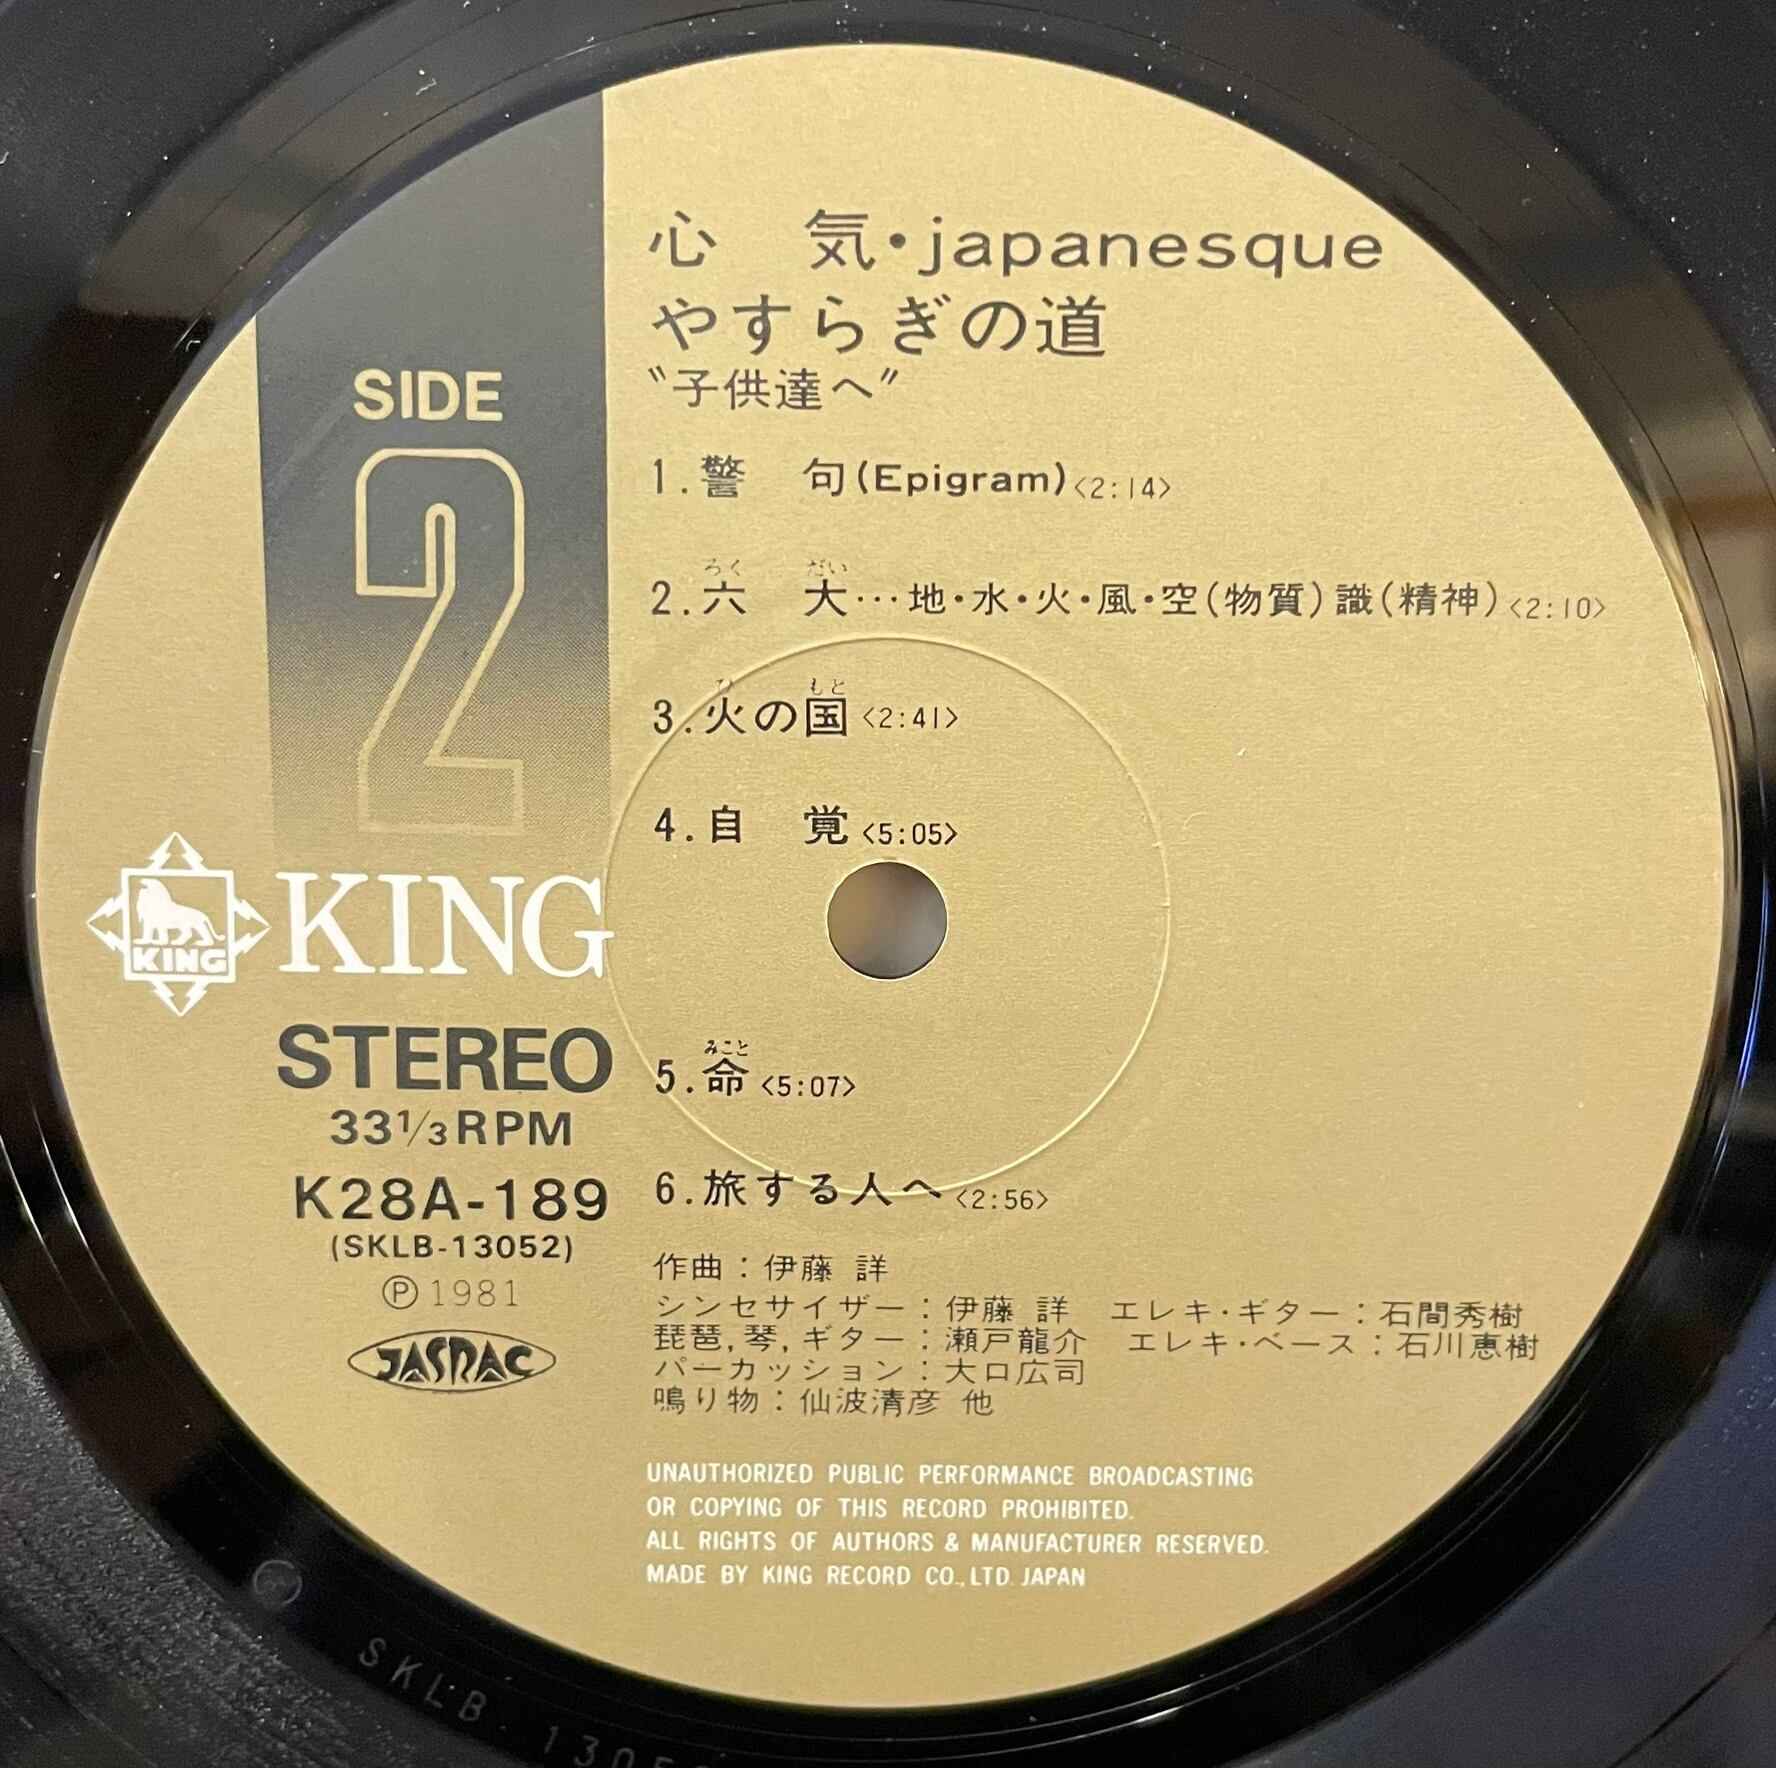 心　気・japanesque
やすらぎの道
〝子供達へ〞
SIDE
2
1.警　句(Epigram)<2:14>
ろく　だい
2.六　大…地・水・火・風・空(物質)識(精神)<2:10>
ひ　もと
3.火の国<2:41>
4.自　覚<5:05>
みこと
5.命<5:07>
6.旅する人へ<2:56>
KING
KING
STEREO
33⅓RPM
K28A-189
(SKLB-13052)
Ⓟ1981
JASRAC
作曲：伊藤 詳
シンセサイザー：伊藤 詳　エレキ・ギター：石間秀樹
琵琶,琴,ギター：瀬戸龍介　エレキ・ベース：石川恵樹
パーカッション：大口広司
鳴り物：仙波清彦 他
UNAUTHORIZED PUBLIC PERFORMANCE BROADCASTING
OR COPYING OF THIS RECORD PROHIBITED.
ALL RIGHTS OF AUTHORS & MANUFACTURER RESERVED.
MADE BY KING RECORD CO., LTD. JAPAN
SKLB·1305